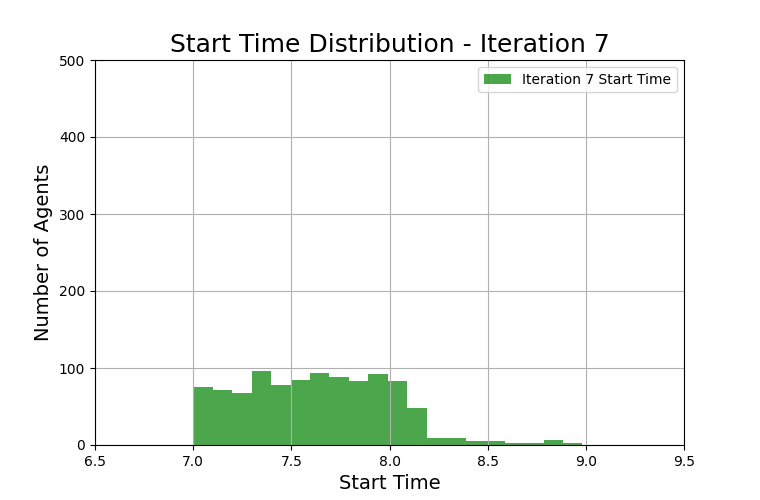 Start Time Distribution - Iteration 7
Iteration 7 Start Time
500
400
300
200
100
0
Number of Agents
6.5 7.0 7.5 8.0 8.5 9.0 9.5
Start Time